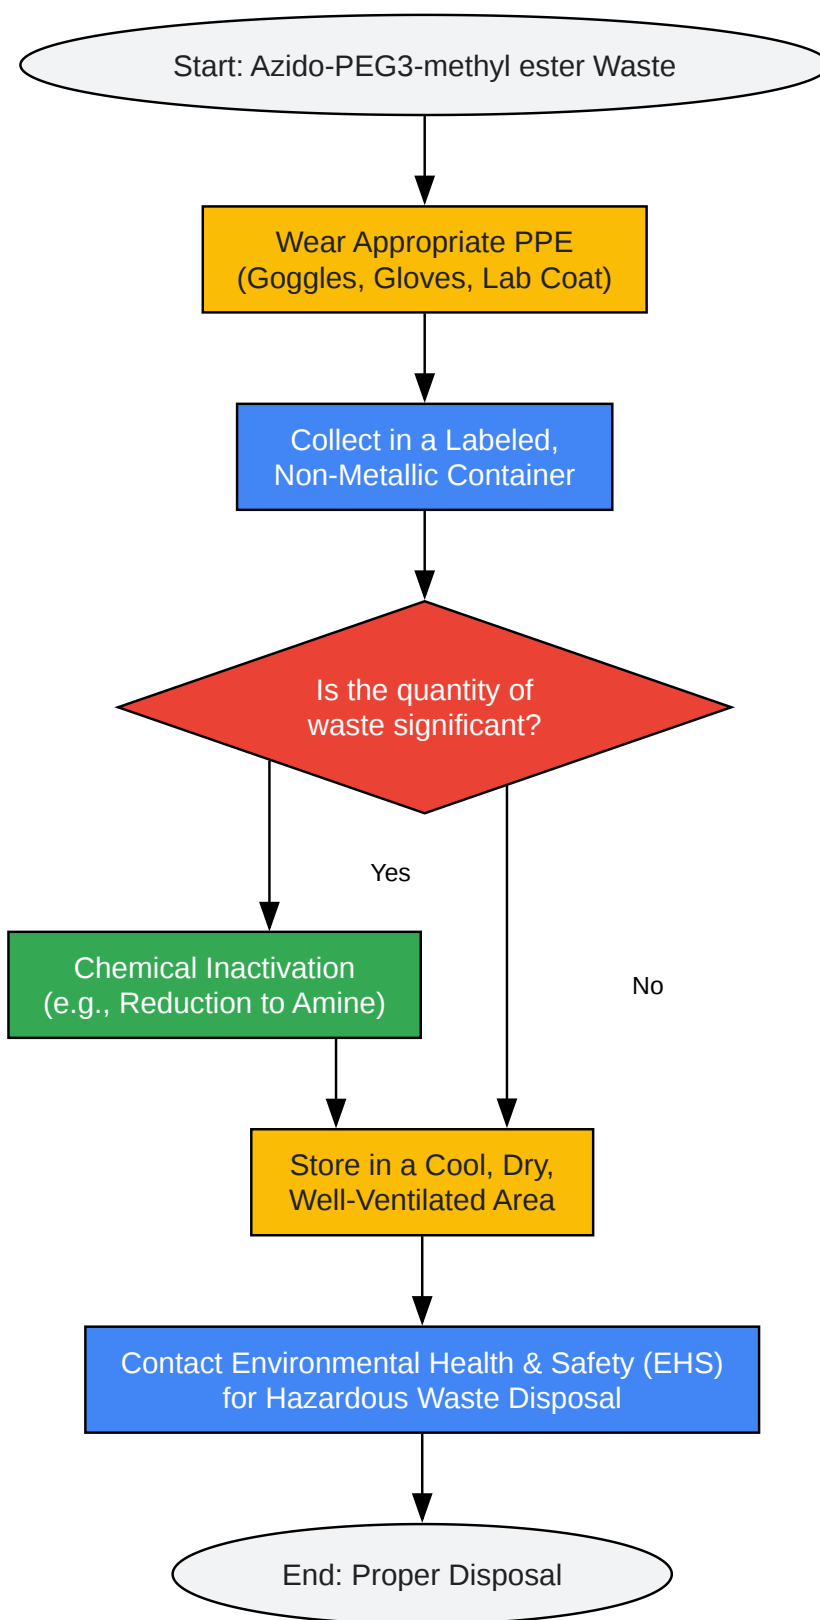 Start: Azido-PEG3-methyl ester Waste
Wear Appropriate PPE
(Goggles, Gloves, Lab Coat)
Collect in a Labeled,
Non-Metallic Container
Is the quantity of
waste significant?
Yes
Chemical Inactivation
(e.g., Reduction to Amine)
No
Store in a Cool, Dry,
Well-Ventilated Area
Contact Environmental Health & Safety (EHS)
for Hazardous Waste Disposal
End: Proper Disposal